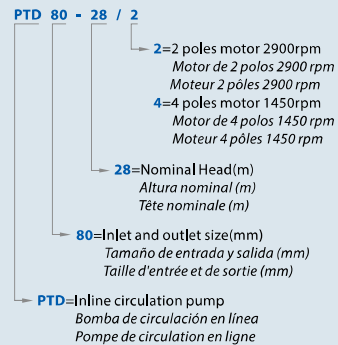 PTD 80 - 28 / 2
2=2 poles motor 2900rpm
Motor de 2 polos 2900 rpm
Moteur 2 pôles 2900 rpm
4=4 poles motor 1450rpm
Motor de 4 polos 1450 rpm
Moteur 4 pôles 1450 rpm
28=Nominal Head(m)
Altura nominal (m)
Tête nominale (m)
80=Inlet and outlet size(mm)
Tamaño de entrada y salida (mm)
Taille d'entrée et de sortie (mm)
PTD=Inline circulation pump
Bomba de circulación en línea
Pompe de circulation en ligne